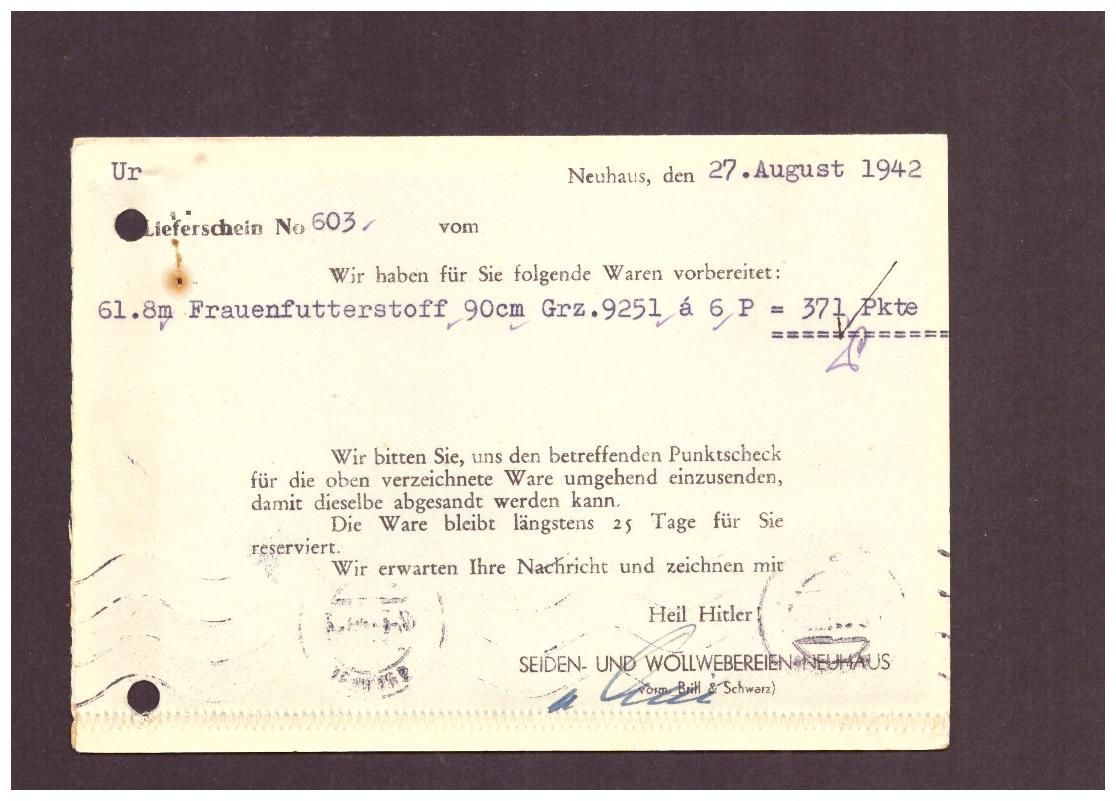 Ur
Neuhaus, den 27.August 1942
Lieferschein No 603 vom
Wir haben für Sie folgende Waren vorbereitet:
61.8m Frauenfutterstoff 90cm Grz.9251 á 6 P = 371 Pkte
==============
Wir bitten Sie, uns den betreffenden Punktscheck
für die oben verzeichnete Ware umgehend einzusenden,
damit dieselbe abgesandt werden kann.
Die Ware bleibt längstens 25 Tage für Sie
reserviert.
Wir erwarten Ihre Nachricht und zeichnen mit
Heil Hitler!
SEIDEN- UND WOLLWEBEREIEN NEUHAUS
(vorm. Brill & Schwarz)